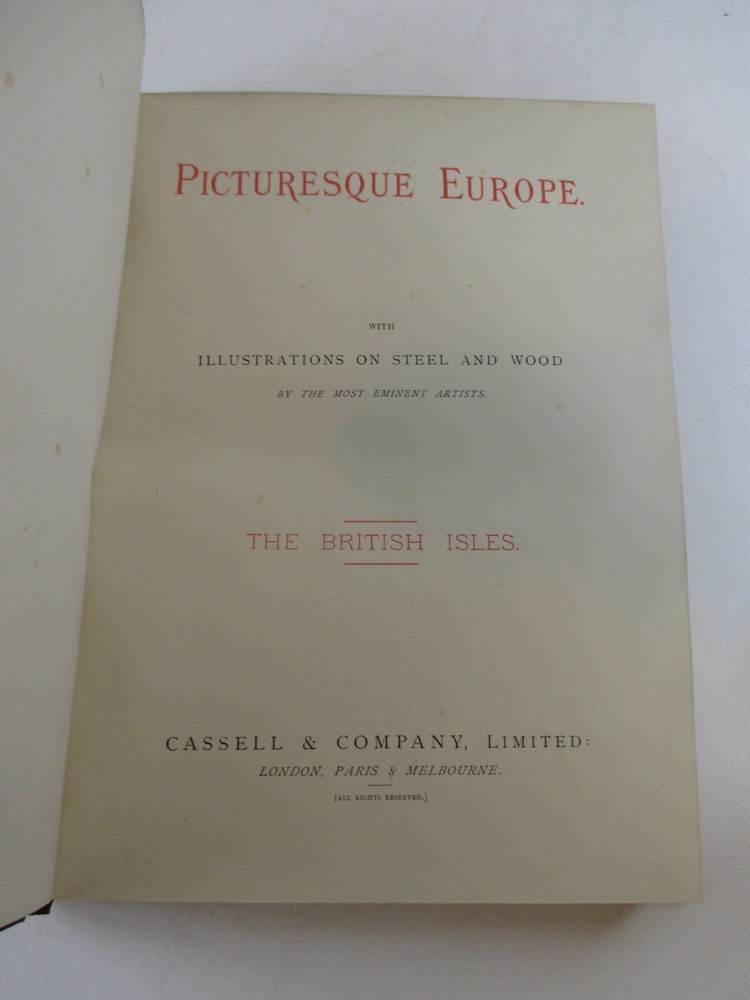 PICTURESQUE EUROPE.
WITH
ILLUSTRATIONS ON STEEL AND WOOD
BY THE MOST EMINENT ARTISTS.
THE BRITISH ISLES.
CASSELL & COMPANY, LIMITED:
LONDON, PARIS & MELBOURNE.
[ALL RIGHTS RESERVED.]